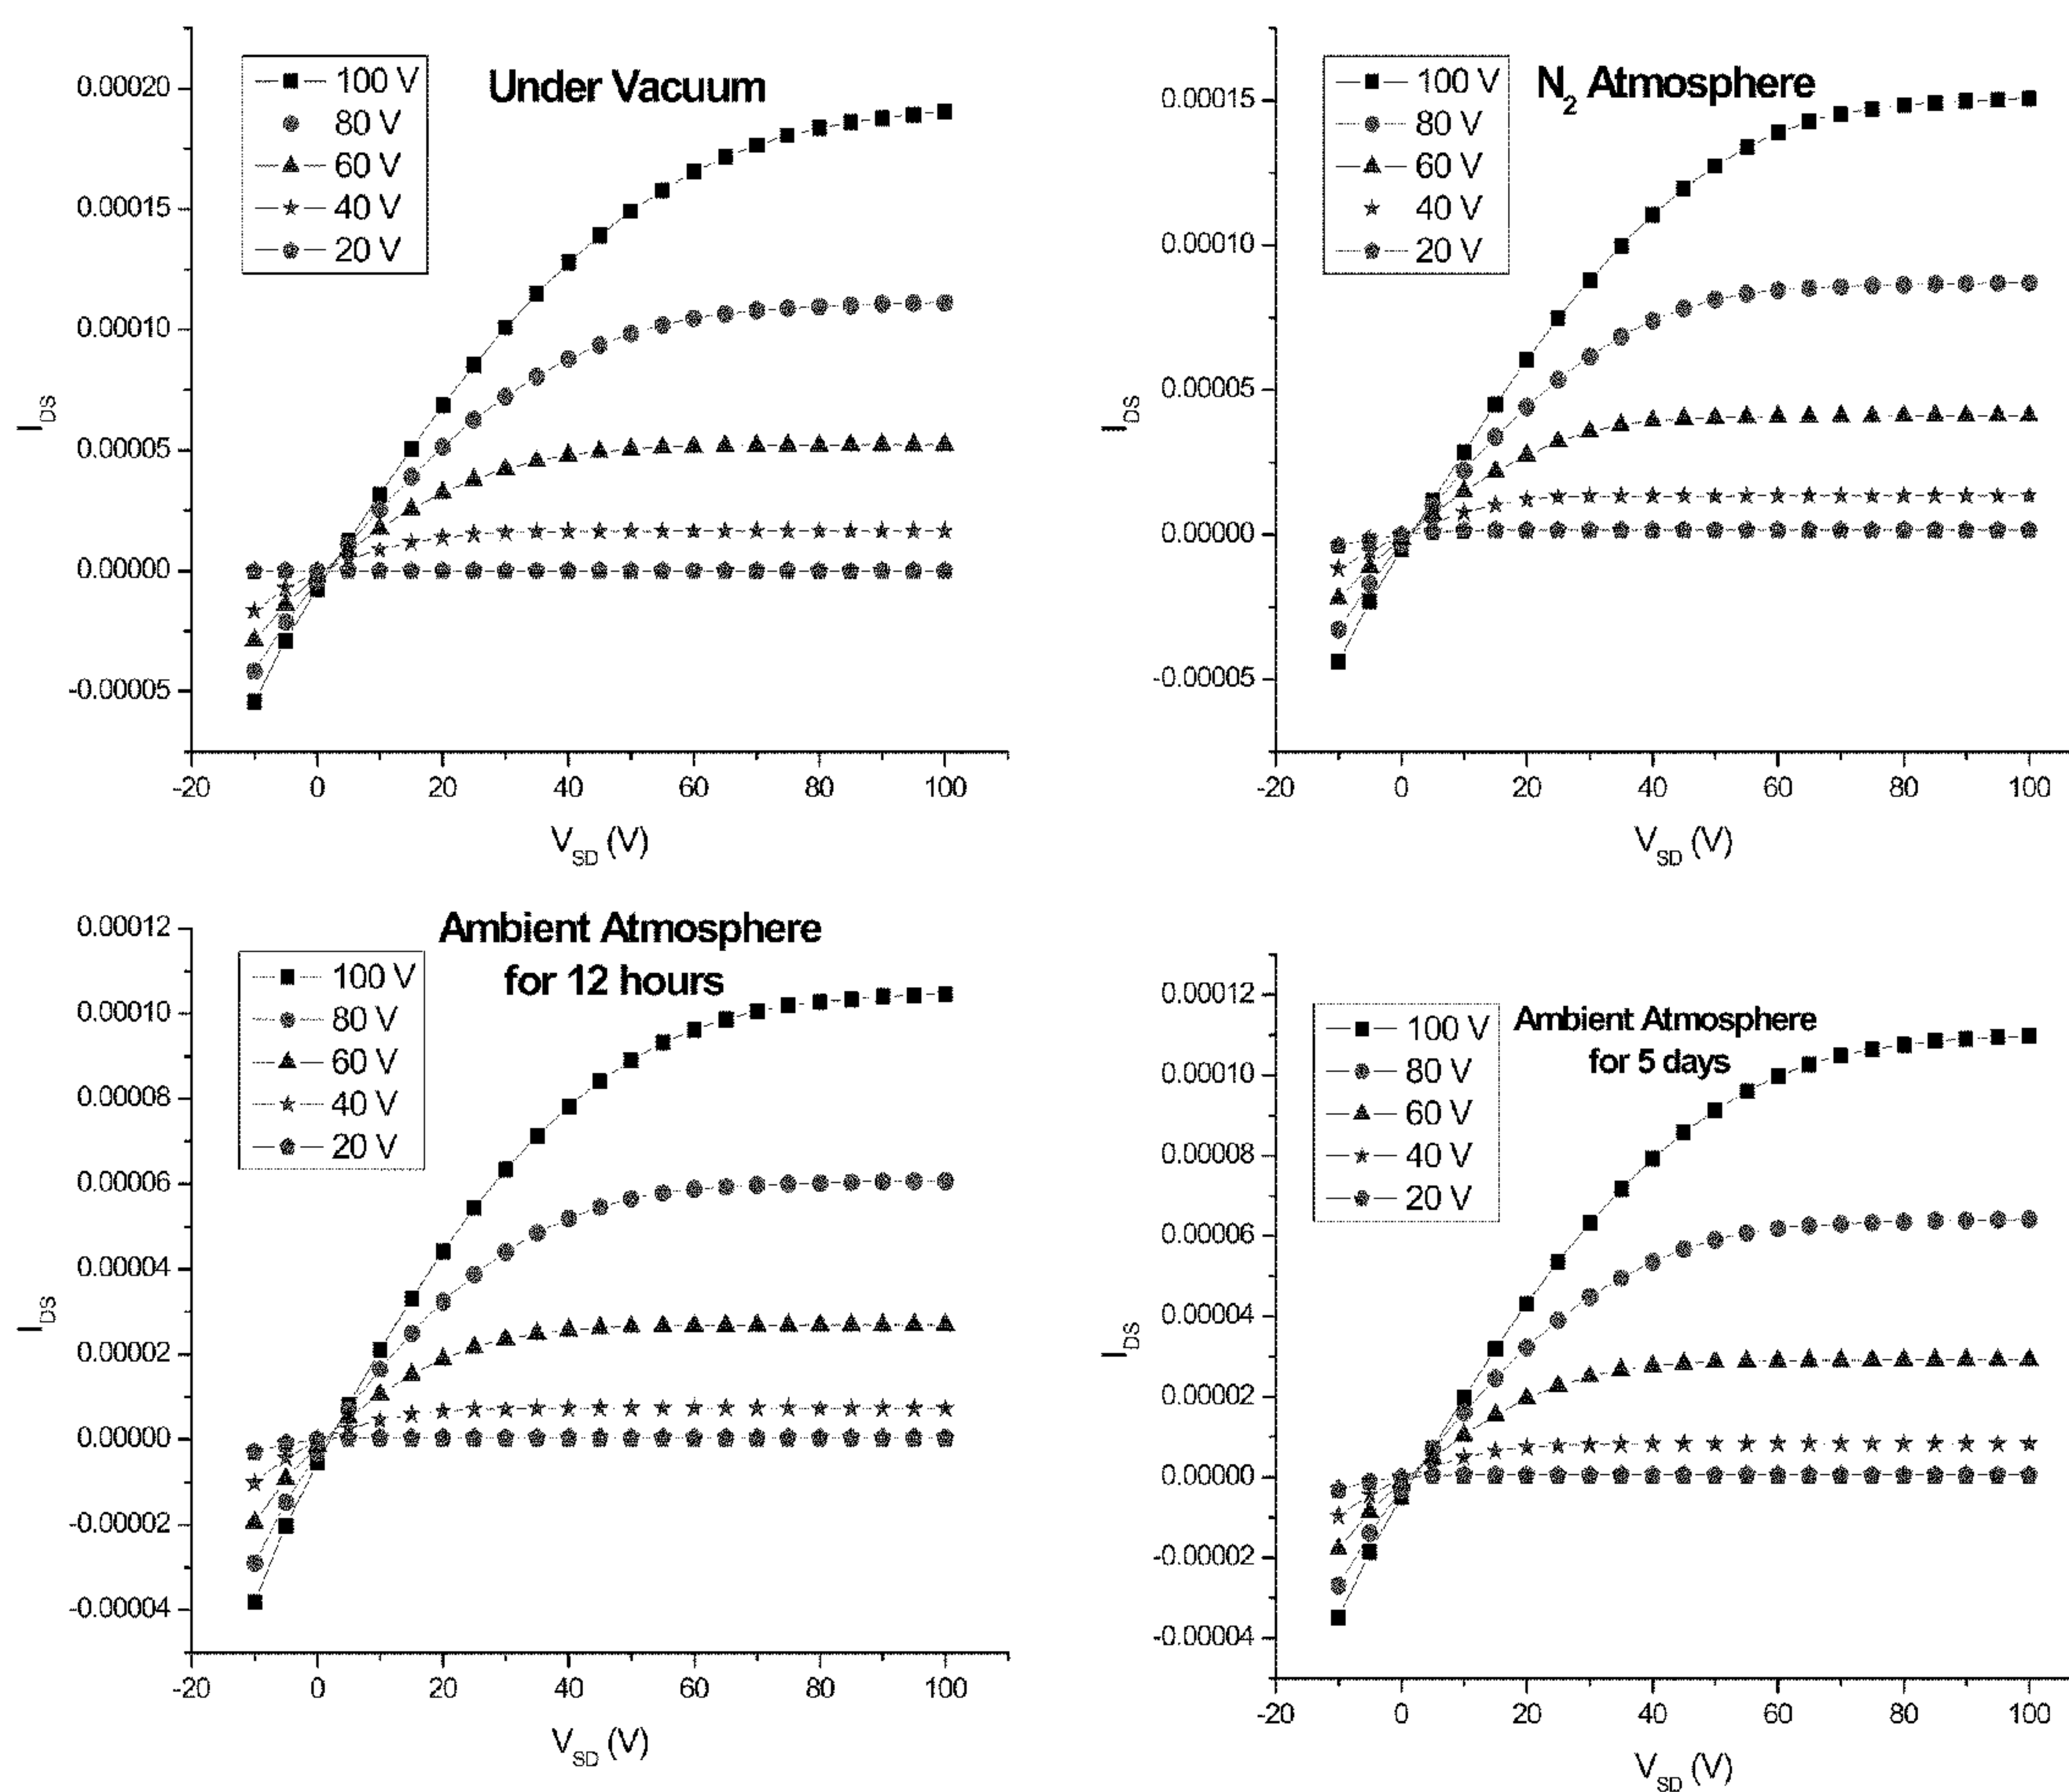 Under Vacuum
100 V
80 V
60 V
40 V
20 V
0.00020
0.00015
0.00010
0.00005
0.00000
-0.00005
I_DS
-20 0 20 40 60 80 100
V_SD (V)
N_2 Atmosphere
100 V
80 V
60 V
40 V
20 V
0.00015
0.00010
0.00005
0.00000
-0.00005
I_DS
-20 0 20 40 60 80 100
V_SD (V)
Ambient Atmosphere
for 12 hours
100 V
80 V
60 V
40 V
20 V
0.00012
0.00010
0.00008
0.00006
0.00004
0.00002
0.00000
-0.00002
-0.00004
I_DS
-20 0 20 40 60 80 100
V_SD (V)
Ambient Atmosphere
for 5 days
100 V
80 V
60 V
40 V
20 V
0.00012
0.00010
0.00008
0.00006
0.00004
0.00002
0.00000
-0.00002
-0.00004
I_DS
-20 0 20 40 60 80 100
V_SD (V)